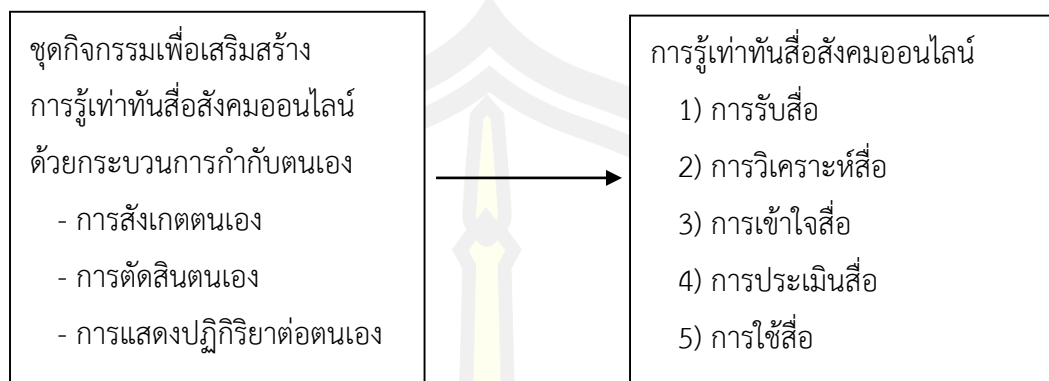 ชุดกิจกรรมเพื่อเสริมสร้าง
การรู้เท่าทันสื่อสังคมออนไลน์
ด้วยกระบวนการกำกับตนเอง
- การสังเกตตนเอง
- การตัดสินตนเอง
- การแสดงปฏิกิริยาต่อตนเอง
การรู้เท่าทันสื่อสังคมออนไลน์
1) การรับสื่อ
2) การวิเคราะห์สื่อ
3) การเข้าใจสื่อ
4) การประเมินสื่อ
5) การใช้สื่อ